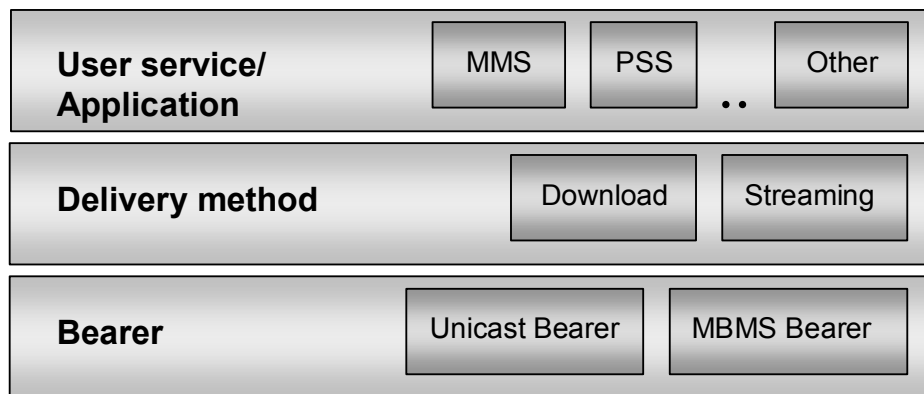 User service/
Application
MMS
PSS
..
Other
Delivery method
Download
Streaming
Bearer
Unicast Bearer
MBMS Bearer